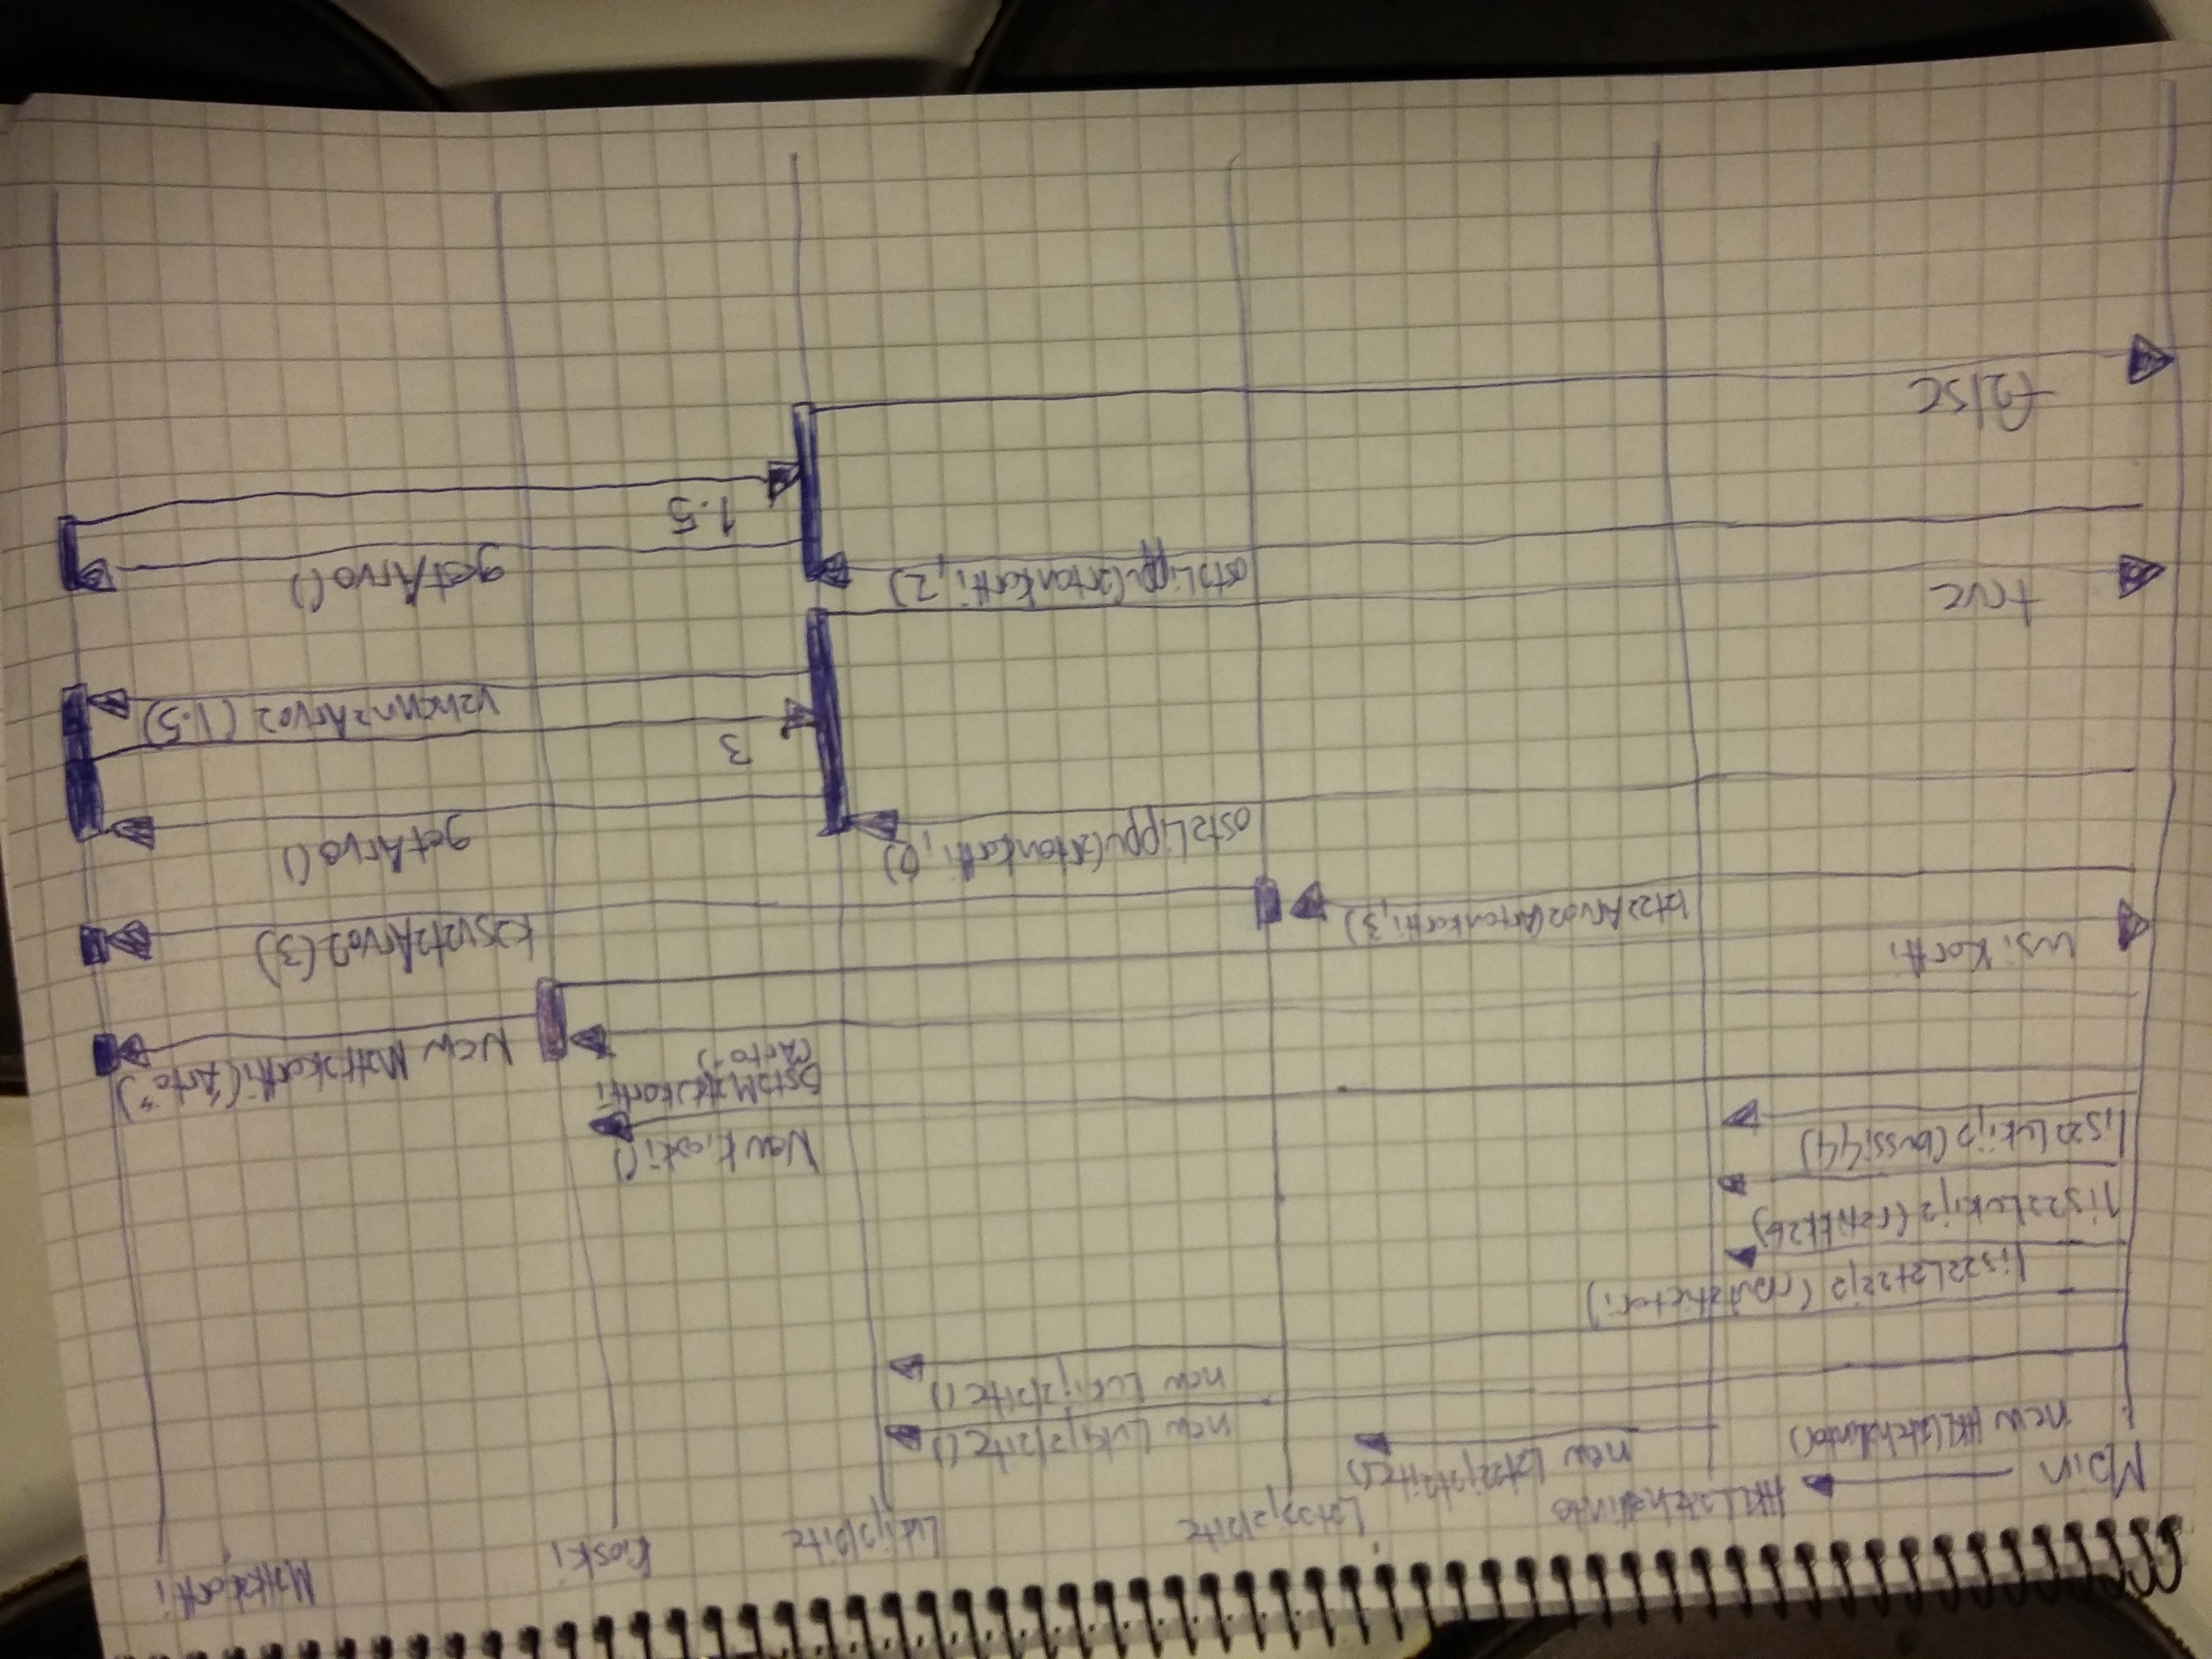 Main
HKLLaitehallinto
Lataajalaite
Lukijalaite
Kioski
Matkakortti
new HKLLaitehallinto()
new Lataajalaite()
new Lukijalaite()
new Lukijalaite()
lisaaLataaja(rautatietori)
lisaaLukija(ratikka6)
lisaaLukija(bussi44)
New Kioski()
OstaMatkakortti
("Arto")
New Matkakortti("Arto")
uusiKortti
kasvataArvoa(3)
lataaArvoa(Artonkortti,3)
ostaLippu(artonKortti,0)
getArvo()
3
vahennaArvoa(1.5)
true
ostaLippu(artonKortti,2)
getArvo()
1.5
false